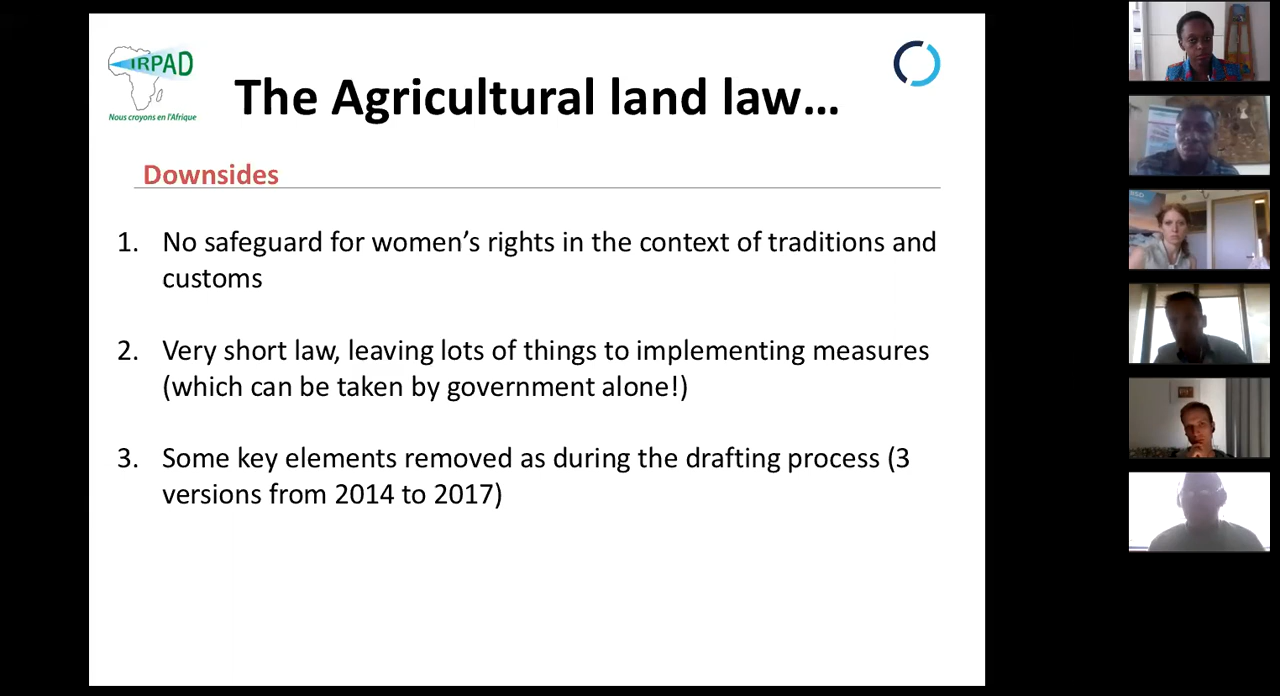 IRPAD
Nous croyons en l'Afrique
The Agricultural land law…
Downsides
1. No safeguard for women's rights in the context of traditions and
customs
2. Very short law, leaving lots of things to implementing measures
(which can be taken by government alone!)
3. Some key elements removed as during the drafting process (3
versions from 2014 to 2017)